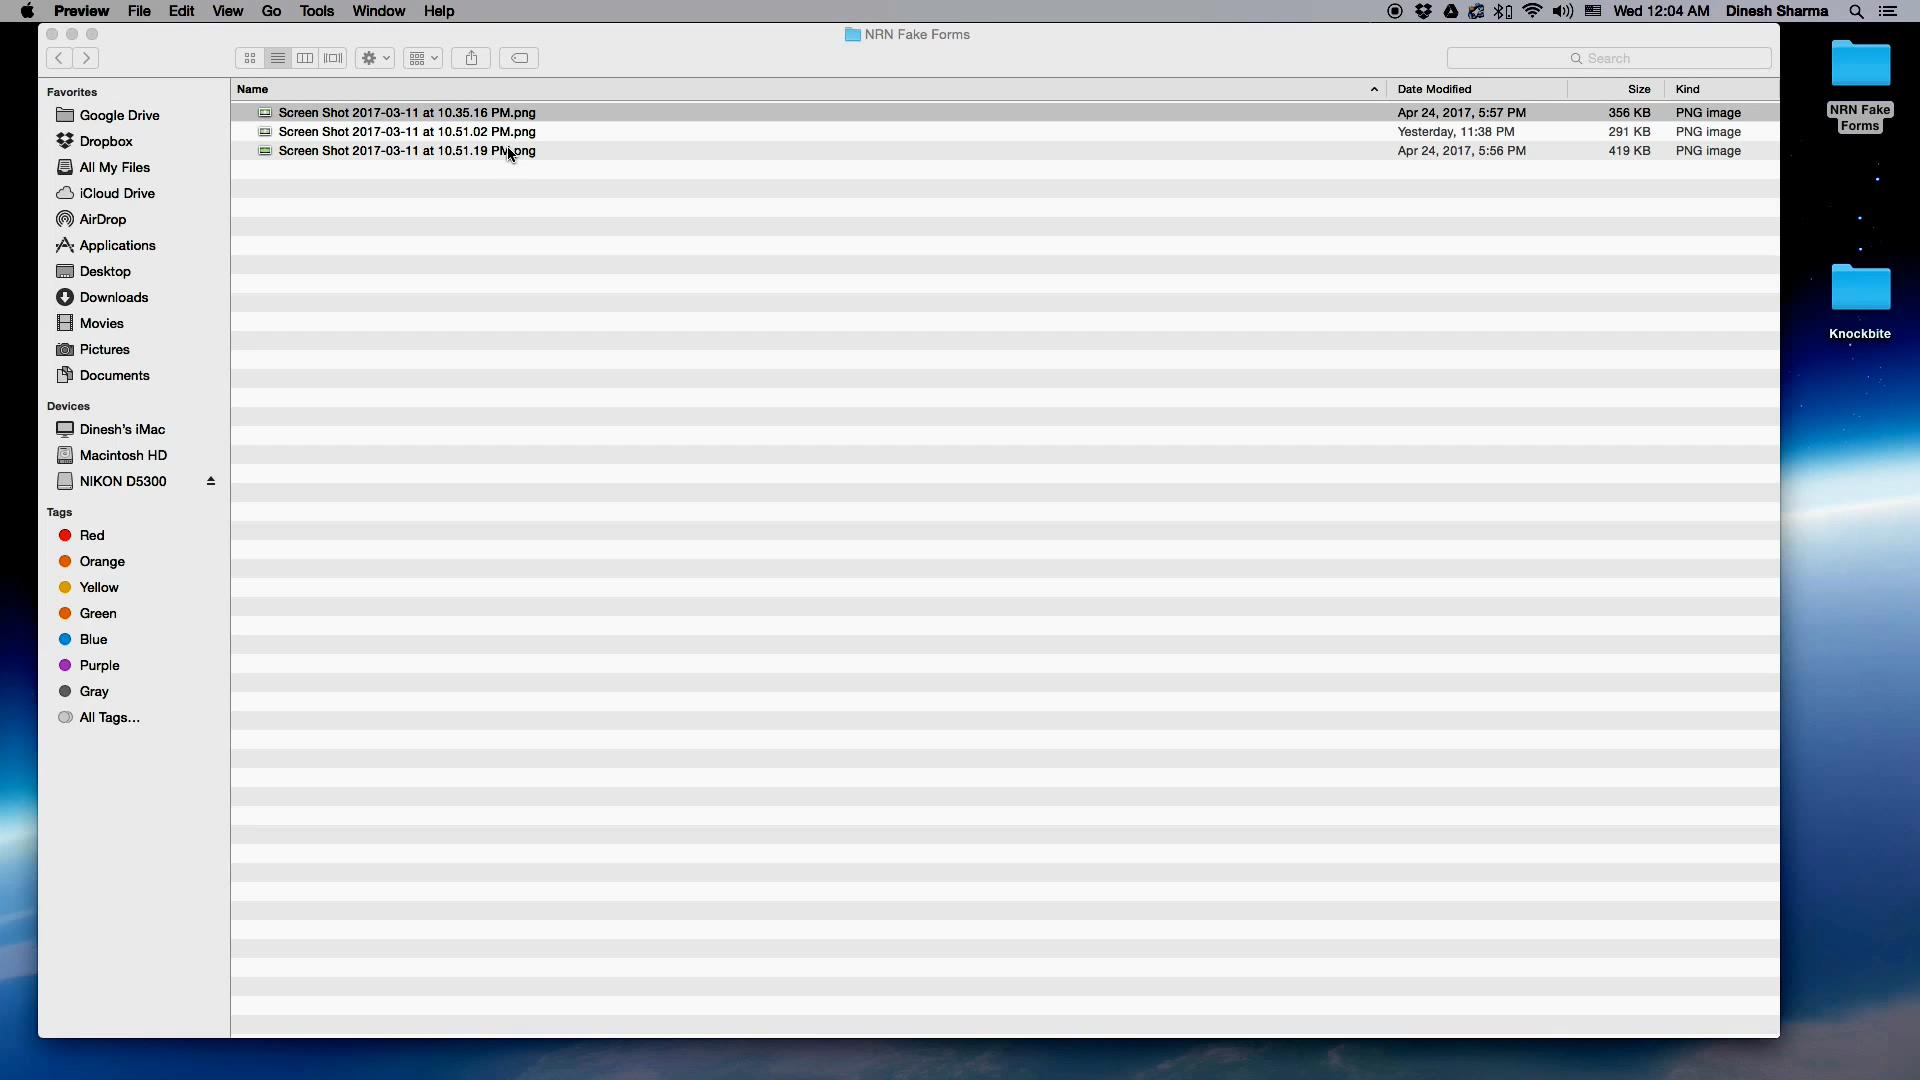 Preview File Edit View Go Tools Window Help Wed 12:04 AM Dinesh Sharma
NRN Fake Forms
Search
Favorites
Google Drive
Dropbox
All My Files
iCloud Drive
AirDrop
Applications
Desktop
Downloads
Movies
Pictures
Documents
Devices
Dinesh's iMac
Macintosh HD
NIKON D5300
Tags
Red
Orange
Yellow
Green
Blue
Purple
Gray
All Tags...
Name Date Modified Size Kind
Screen Shot 2017-03-11 at 10.35.16 PM.png Apr 24, 2017, 5:57 PM 356 KB PNG image
Screen Shot 2017-03-11 at 10.51.02 PM.png Yesterday, 11:38 PM 291 KB PNG image
Screen Shot 2017-03-11 at 10.51.19 PM.png Apr 24, 2017, 5:56 PM 419 KB PNG image
NRN Fake
Forms
Knockbite